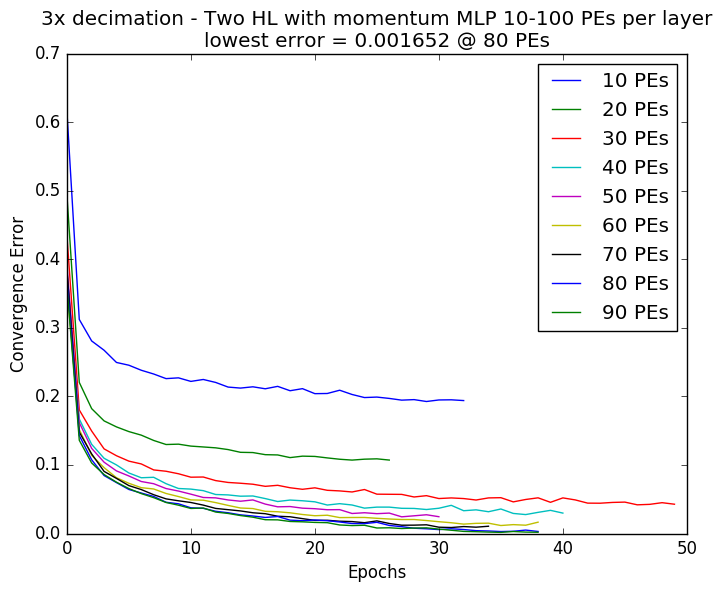 3x decimation - Two HL with momentum MLP 10-100 PEs per layer
lowest error = 0.001652 @ 80 PEs
Convergence Error
0.7
0.6
0.5
0.4
0.3
0.2
0.1
0.0
0 10 20 30 40 50
Epochs
10 PEs
20 PEs
30 PEs
40 PEs
50 PEs
60 PEs
70 PEs
80 PEs
90 PEs